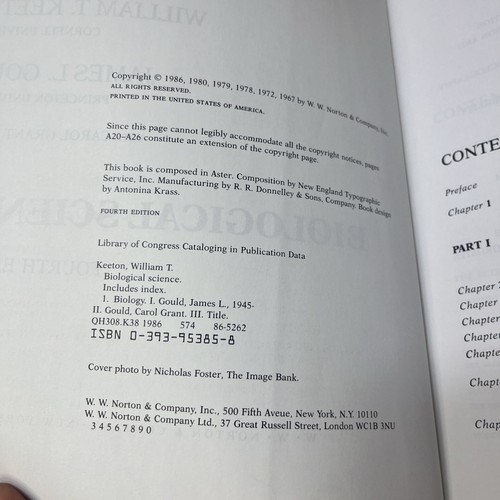 Copyright © 1986, 1980, 1979, 1978, 1972, 1967 by W. W. Norton & Company, Inc.
ALL RIGHTS RESERVED.
PRINTED IN THE UNITED STATES OF AMERICA.
Since this page cannot legibly accommodate all the copyright notices, pages
A20–A26 constitute an extension of the copyright page.
This book is composed in Aster. Composition by New England Typographic
Service, Inc. Manufacturing by R. R. Donnelley & Sons, Company. Book design
by Antonina Krass.
FOURTH EDITION
Library of Congress Cataloging in Publication Data
Keeton, William T.
Biological science.
Includes index.
1. Biology. I. Gould, James L., 1945-
II. Gould, Carol Grant. III. Title.
QH308.K38 1986 574 86-5262
ISBN 0-393-95385-8
Cover photo by Nicholas Foster, The Image Bank.
W. W. Norton & Company, Inc., 500 Fifth Aveue, New York, N.Y. 10110
W. W. Norton & Company Ltd., 37 Great Russell Street, London WC1B 3NU
3 4 5 6 7 8 9 0
CONTE
Preface
Chapter 1
PART I
Chapter
Chapter
Chapter
Chapter
Chapte
Chapt
Chap